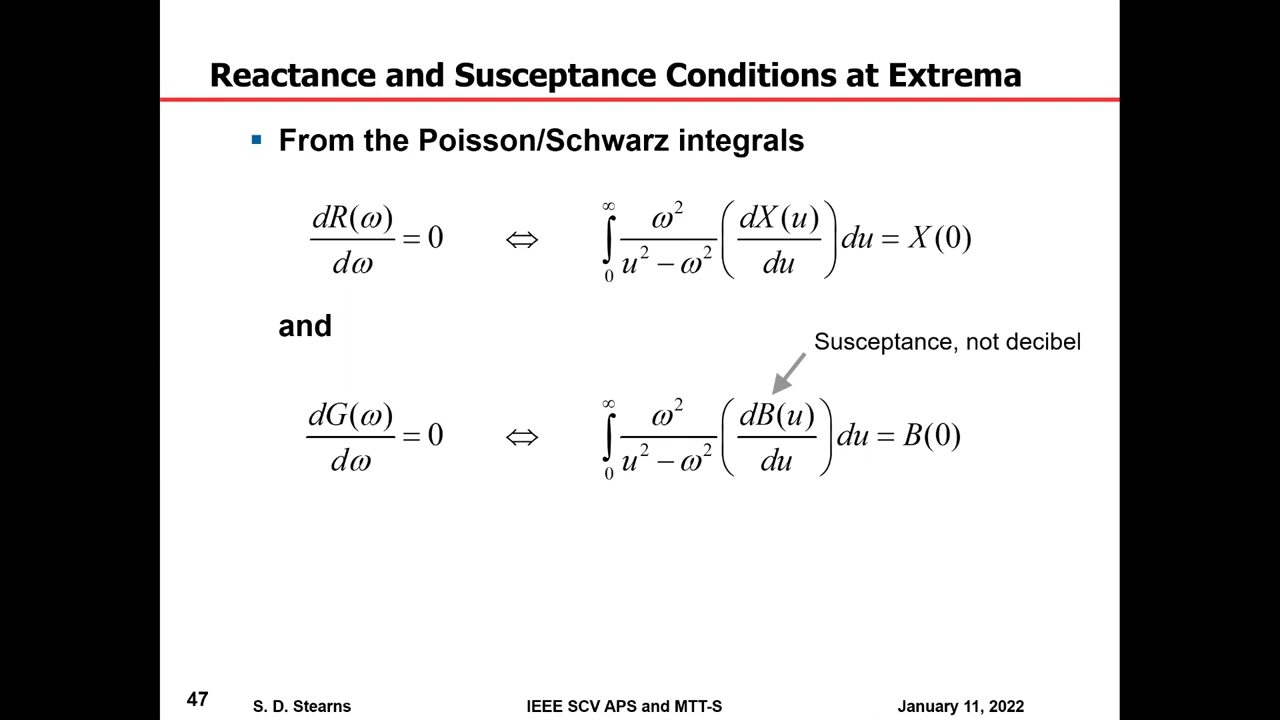 Reactance and Susceptance Conditions at Extrema
▪ From the Poisson/Schwarz integrals
dR(ω)/dω = 0 ⇔ ∫₀^∞ ω²/(u² − ω²) (dX(u)/du) du = X(0)
and
Susceptance, not decibel
dG(ω)/dω = 0 ⇔ ∫₀^∞ ω²/(u² − ω²) (dB(u)/du) du = B(0)
47 S. D. Stearns IEEE SCV APS and MTT-S January 11, 2022